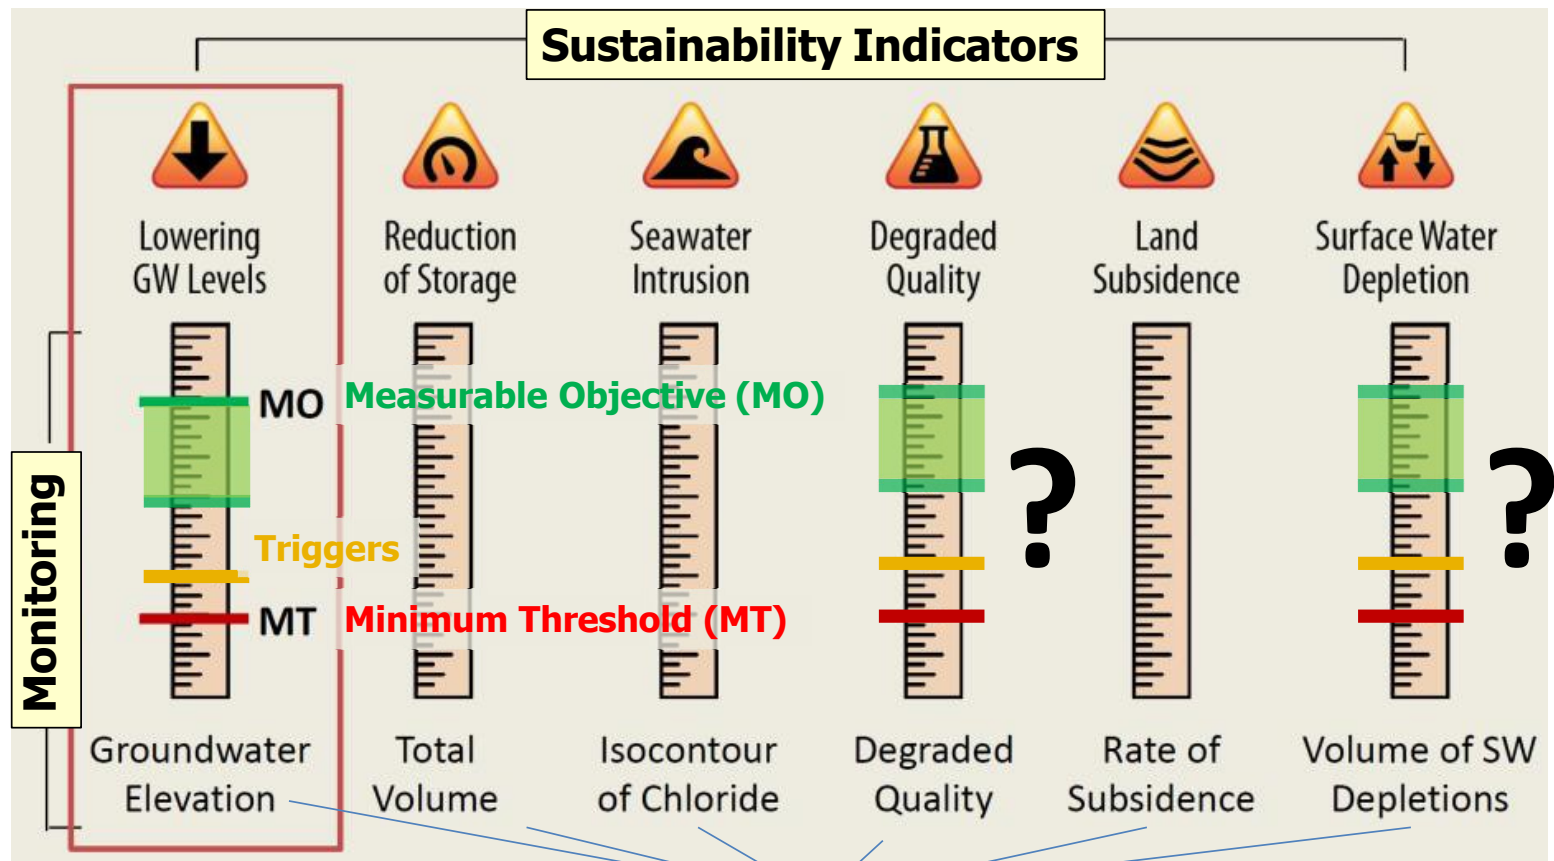 Sustainability Indicators
Lowering
GW Levels
Reduction
of Storage
Seawater
Intrusion
Degraded
Quality
Land
Subsidence
Surface Water
Depletion
MO
Measurable Objective (MO)
Triggers
MT
Minimum Threshold (MT)
?
?
Monitoring
Groundwater
Elevation
Total
Volume
Isocontour
of Chloride
Degraded
Quality
Rate of
Subsidence
Volume of SW
Depletions